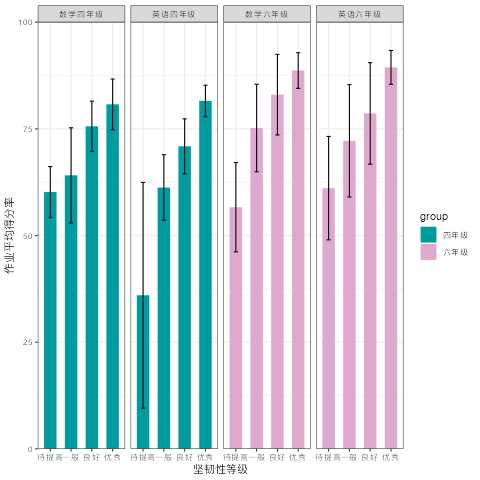 数学四年级 英语四年级 数学六年级 英语六年级
100
75
50
25
0
作业平均得分率
待提高 一般 良好 优秀 待提高 一般 良好 优秀 待提高 一般 良好 优秀 待提高 一般 良好 优秀
坚韧性等级
group
四年级
六年级